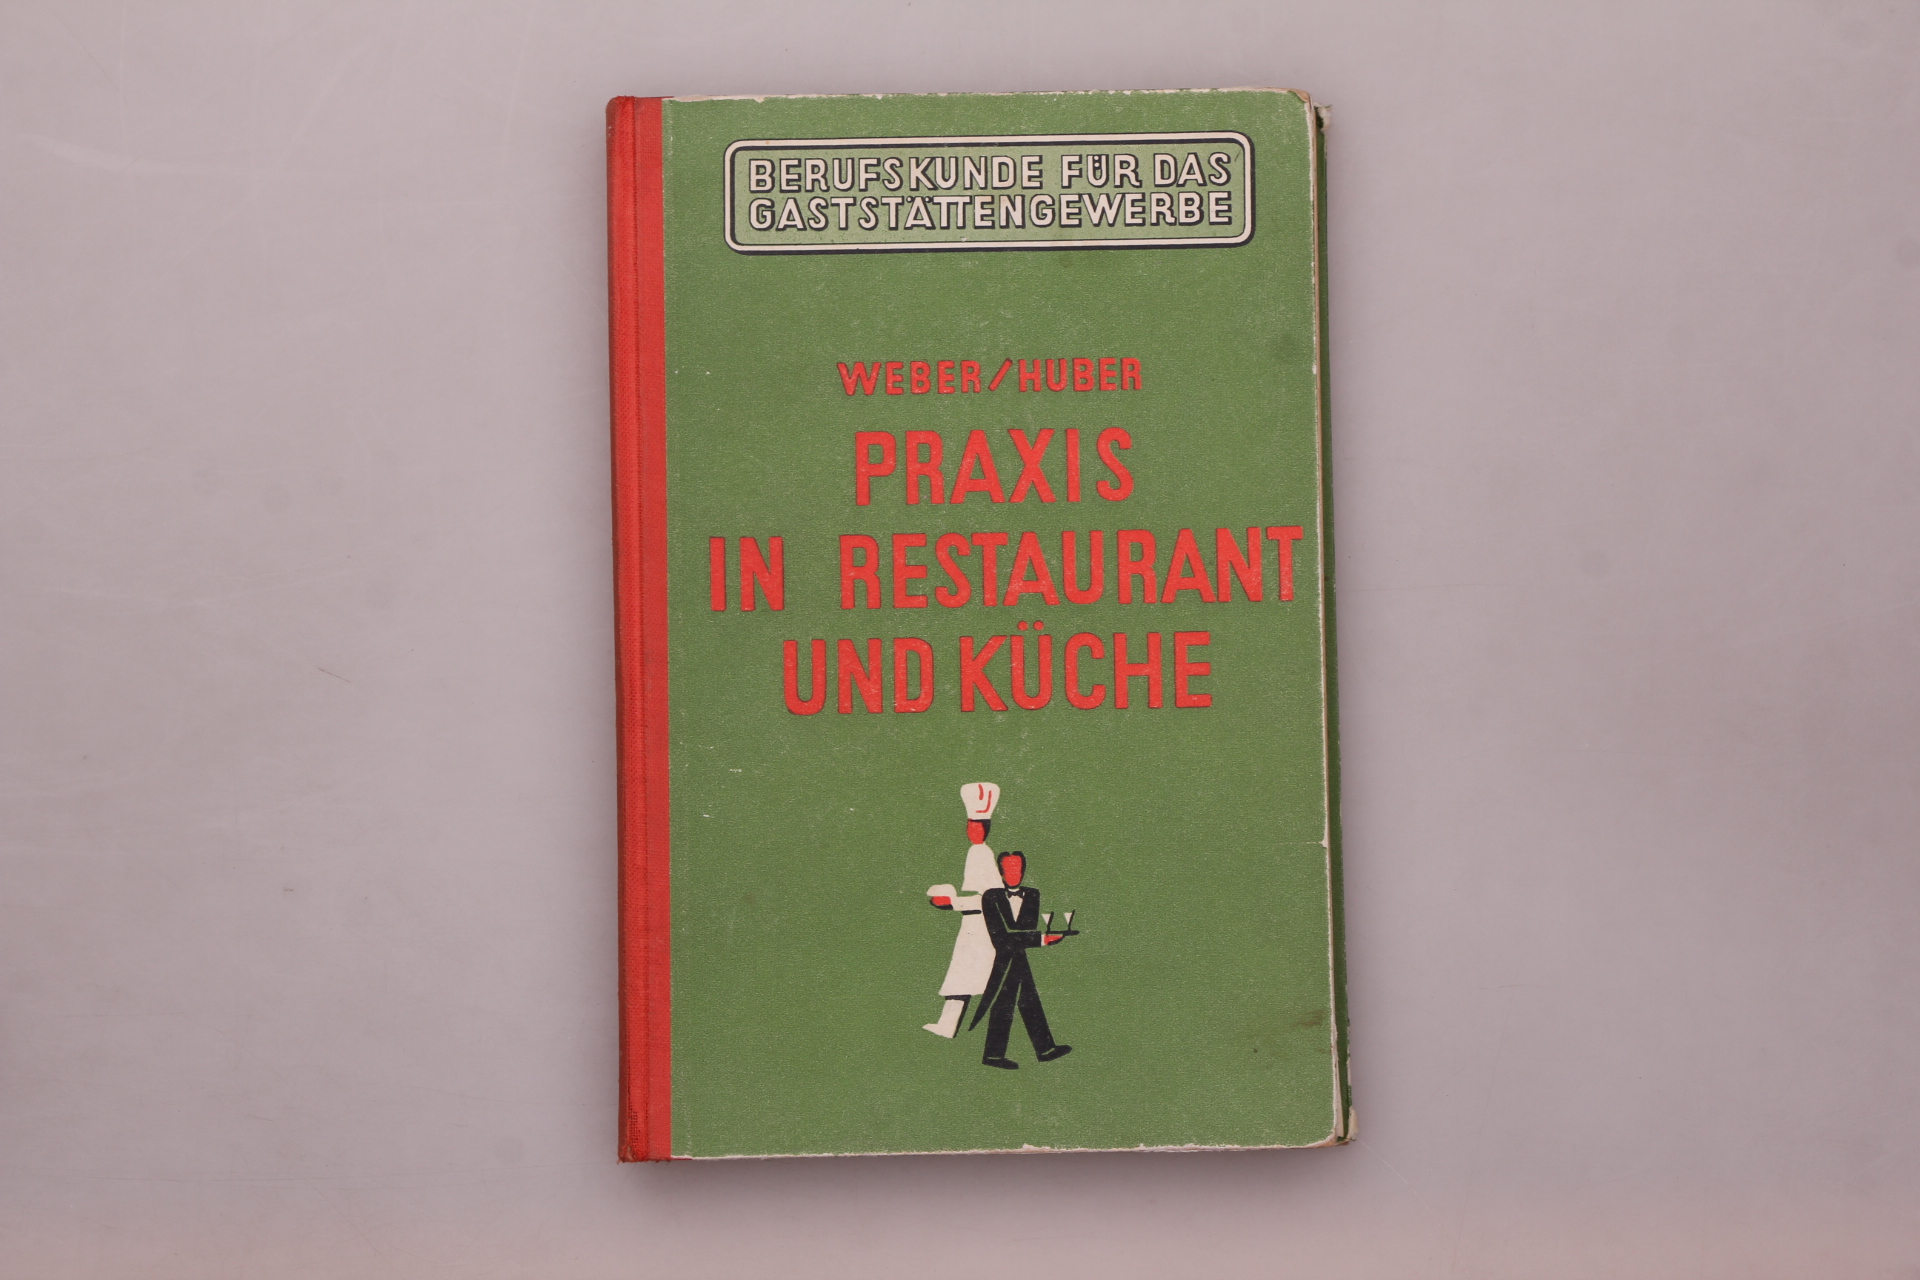 BERUFSKUNDE FÜR DAS
GASTSTÄTTENGEWERBE
WEBER/HUBER
PRAXIS
IN RESTAURANT
UND KÜCHE